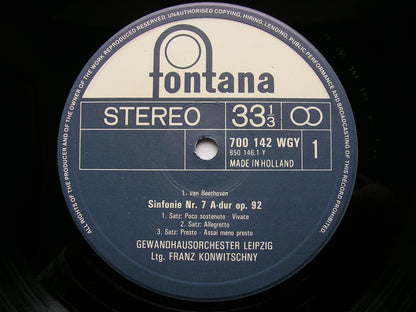 ALL RIGHTS OF THE PRODUCER AND OF THE OWNER OF THE WORK REPRODUCED RESERVED. UNAUTHORISED COPYING, HIRING, LENDING, PUBLIC PERFORMANCE AND BROADCASTING OF THIS RECORD PROHIBITED.
fontana
STEREO 33 1/3
700 142 WGY 1
850 146.1 Y
MADE IN HOLLAND
L. van Beethoven
Sinfonie Nr. 7 A-dur op. 92
1. Satz: Poco sostenuto - Vivace
2. Satz: Allegretto
3. Satz: Presto - Assai meno presto
GEWANDHAUSORCHESTER LEIPZIG
Ltg. FRANZ KONWITSCHNY